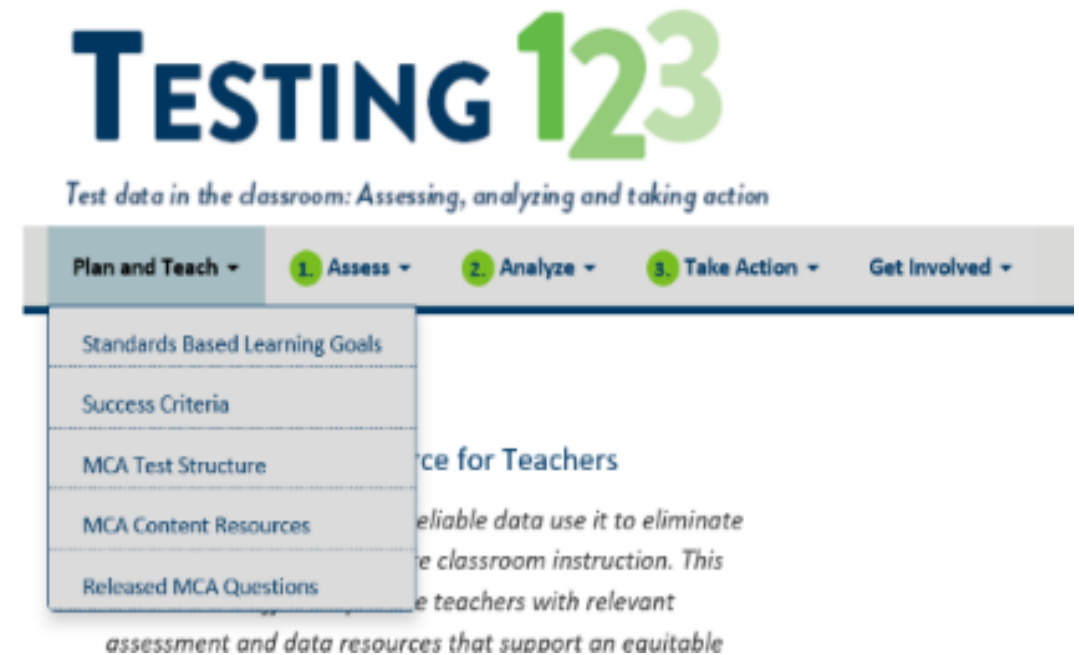 TESTING 123
Test data in the classroom: Assessing, analyzing and taking action
Plan and Teach 1. Assess 2. Analyze 3. Take Action Get Involved
Standards Based Learning Goals
Success Criteria
MCA Test Structure
rce for Teachers
MCA Content Resources
eliable data use it to eliminate
e classroom instruction. This
Released MCA Questions
e teachers with relevant
assessment and data resources that support an equitable